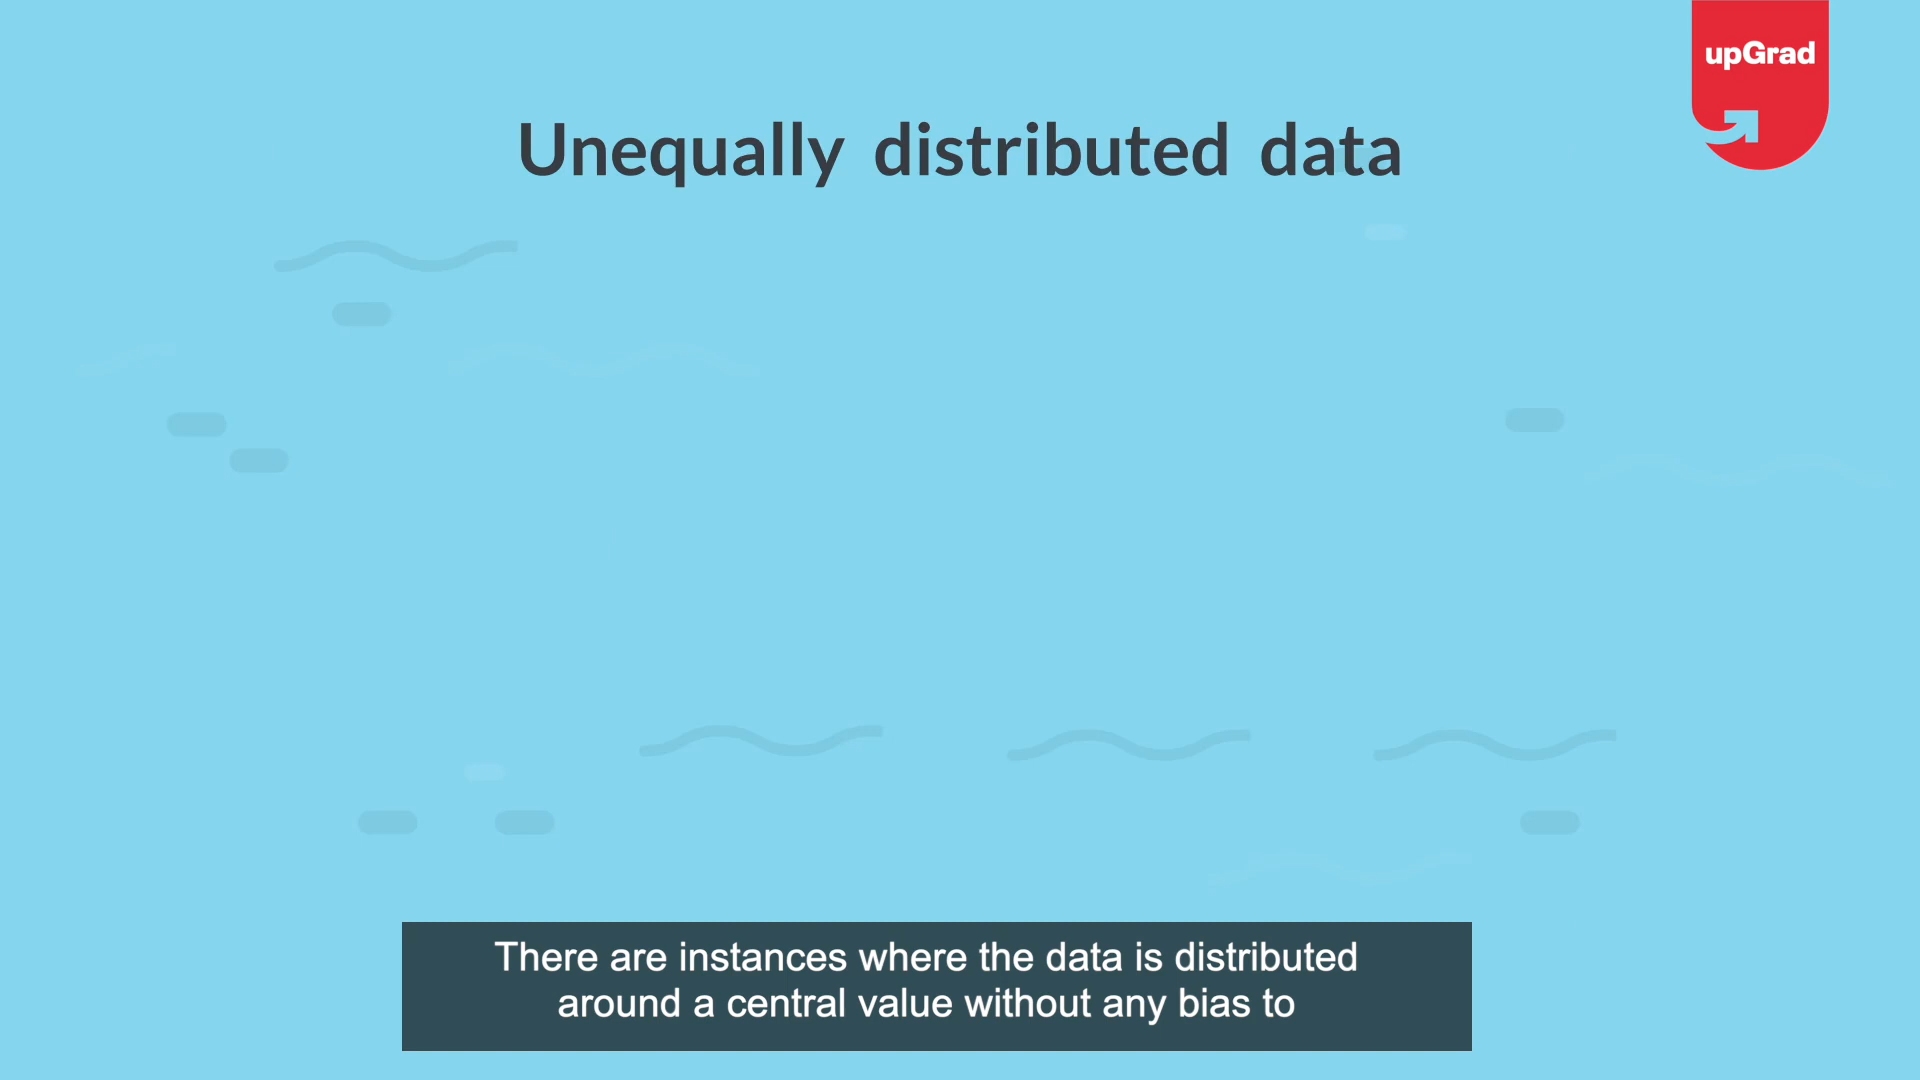 upGrad
Unequally distributed data
There are instances where the data is distributed
around a central value without any bias to